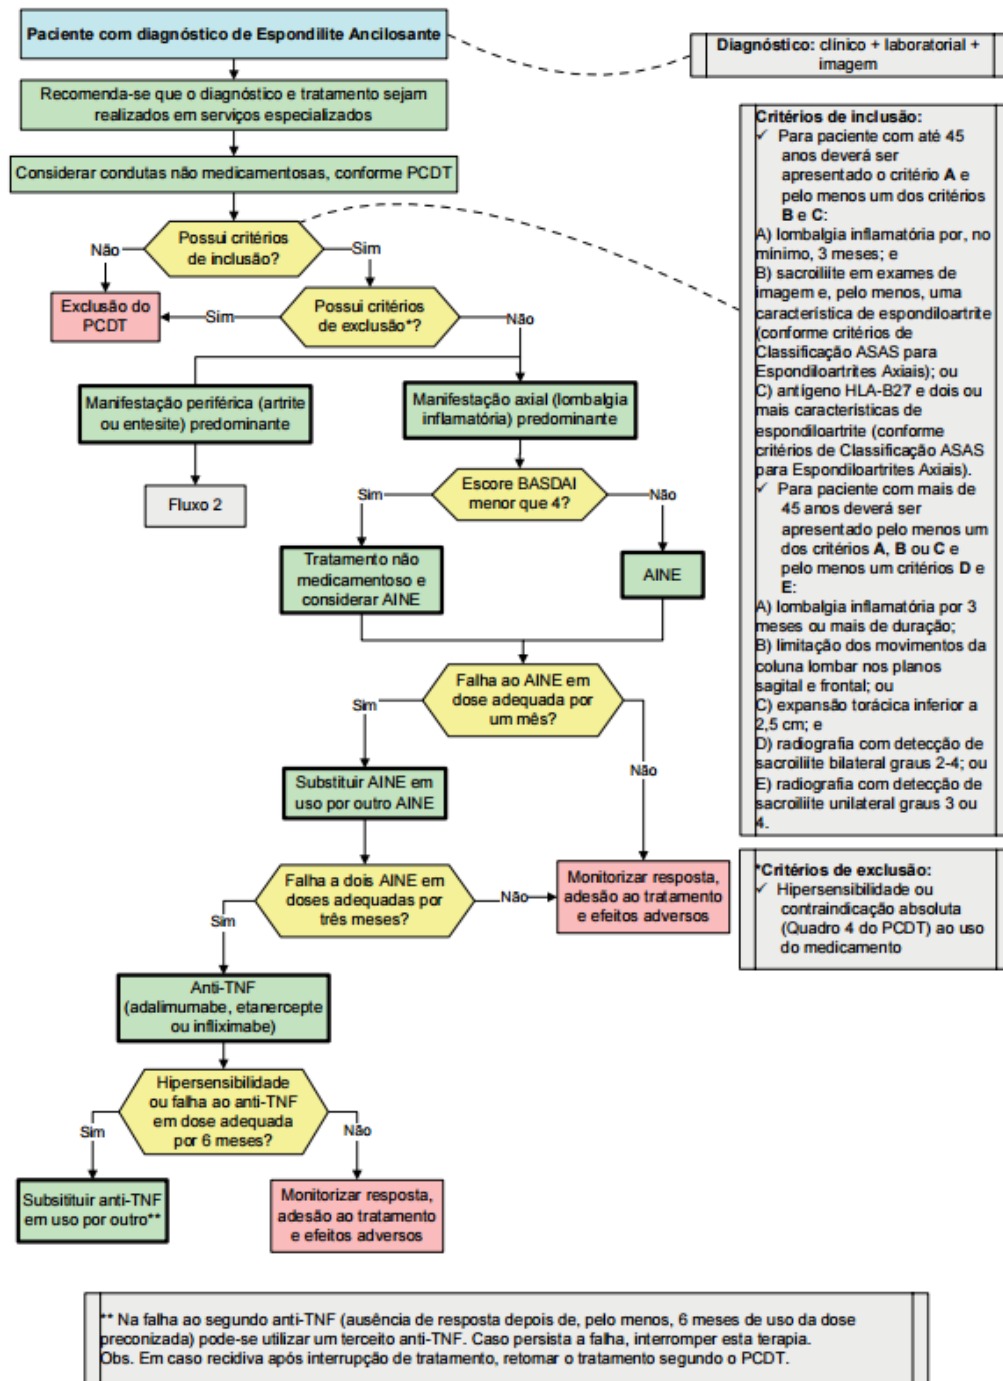 Paciente com diagnóstico de Espondilite Ancilosante
Diagnóstico: clínico + laboratorial +
imagem
Recomenda-se que o diagnóstico e tratamento sejam
realizados em serviços especializados
Considerar condutas não medicamentosas, conforme PCDT
Possui critérios
de inclusão?
Não
Sim
Exclusão do
PCDT
Possui critérios
de exclusão*?
Sim
Não
Manifestação periférica (artrite
ou entesite) predominante
Manifestação axial (lombalgia
inflamatória) predominante
Fluxo 2
Escore BASDAI
menor que 4?
Sim
Não
Tratamento não
medicamentoso e
considerar AINE
AINE
Falha ao AINE em
dose adequada por
um mês?
Sim
Não
Substituir AINE em
uso por outro AINE
Falha a dois AINE em
doses adequadas por
três meses?
Não
Sim
Monitorizar resposta,
adesão ao tratamento
e efeitos adversos
Anti-TNF
(adalimumabe, etanercepte
ou infliximabe)
Hipersensibilidade
ou falha ao anti-TNF
em dose adequada
por 6 meses?
Sim
Não
Subsitituir anti-TNF
em uso por outro**
Monitorizar resposta,
adesão ao tratamento
e efeitos adversos
Critérios de inclusão:
✓ Para paciente com até 45
anos deverá ser
apresentado o critério A e
pelo menos um dos critérios
B e C:
A) lombalgia inflamatória por, no
mínimo, 3 meses; e
B) sacroiliite em exames de
imagem e, pelo menos, uma
característica de espondiloartrite
(conforme critérios de
Classificação ASAS para
Espondiloartrites Axiais); ou
C) antígeno HLA-B27 e dois ou
mais características de
espondiloartrite (conforme
critérios de Classificação ASAS
para Espondiloartrites Axiais).
✓ Para paciente com mais de
45 anos deverá ser
apresentado pelo menos um
dos critérios A, B ou C e
pelo menos um critérios D e
E:
A) lombalgia inflamatória por 3
meses ou mais de duração;
B) limitação dos movimentos da
coluna lombar nos planos
sagital e frontal; ou
C) expansão torácica inferior a
2,5 cm; e
D) radiografia com detecção de
sacroiliite bilateral graus 2-4; ou
E) radiografia com detecção de
sacroiliite unilateral graus 3 ou
4.
*Critérios de exclusão:
✓ Hipersensibilidade ou
contraindicação absoluta
(Quadro 4 do PCDT) ao uso
do medicamento
** Na falha ao segundo anti-TNF (ausência de resposta depois de, pelo menos, 6 meses de uso da dose
preconizada) pode-se utilizar um terceito anti-TNF. Caso persista a falha, interromper esta terapia.
Obs. Em caso recidiva após interrupção de tratamento, retomar o tratamento segundo o PCDT.